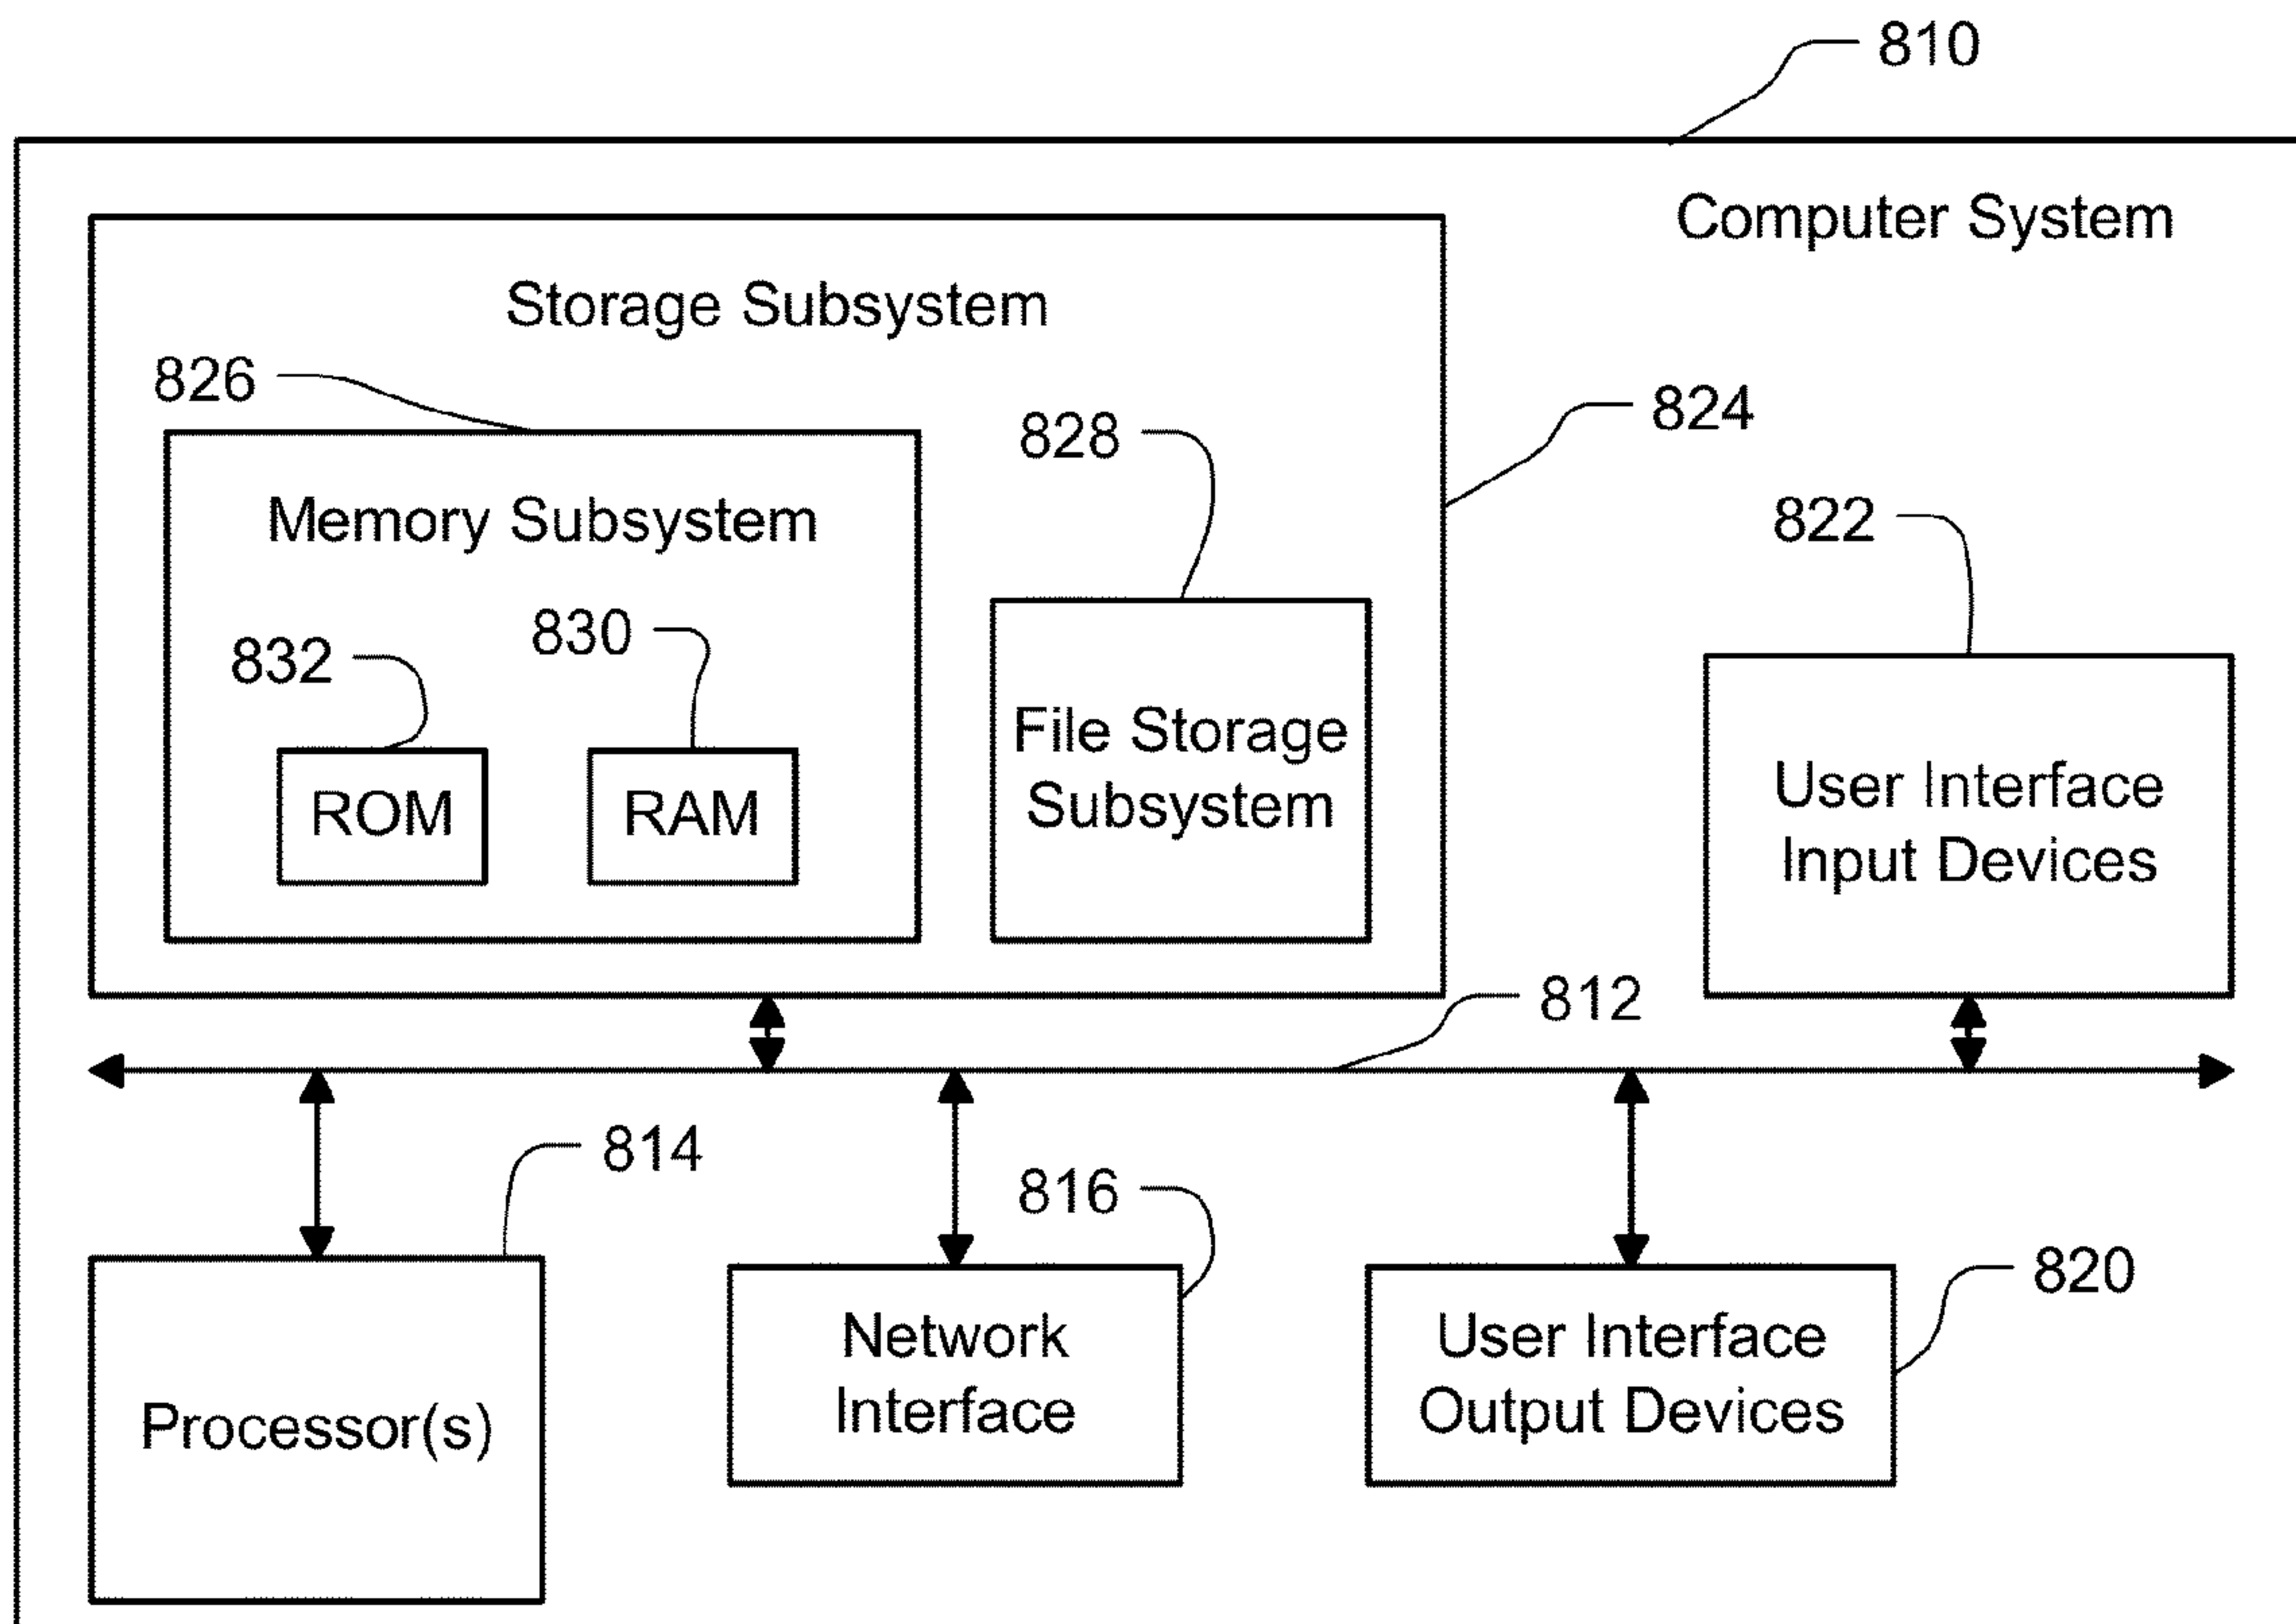 810
Computer System
Storage Subsystem
826
824
828
822
Memory Subsystem
832
830
ROM
RAM
File Storage
Subsystem
User Interface
Input Devices
812
814
816
820
Processor(s)
Network
Interface
User Interface
Output Devices